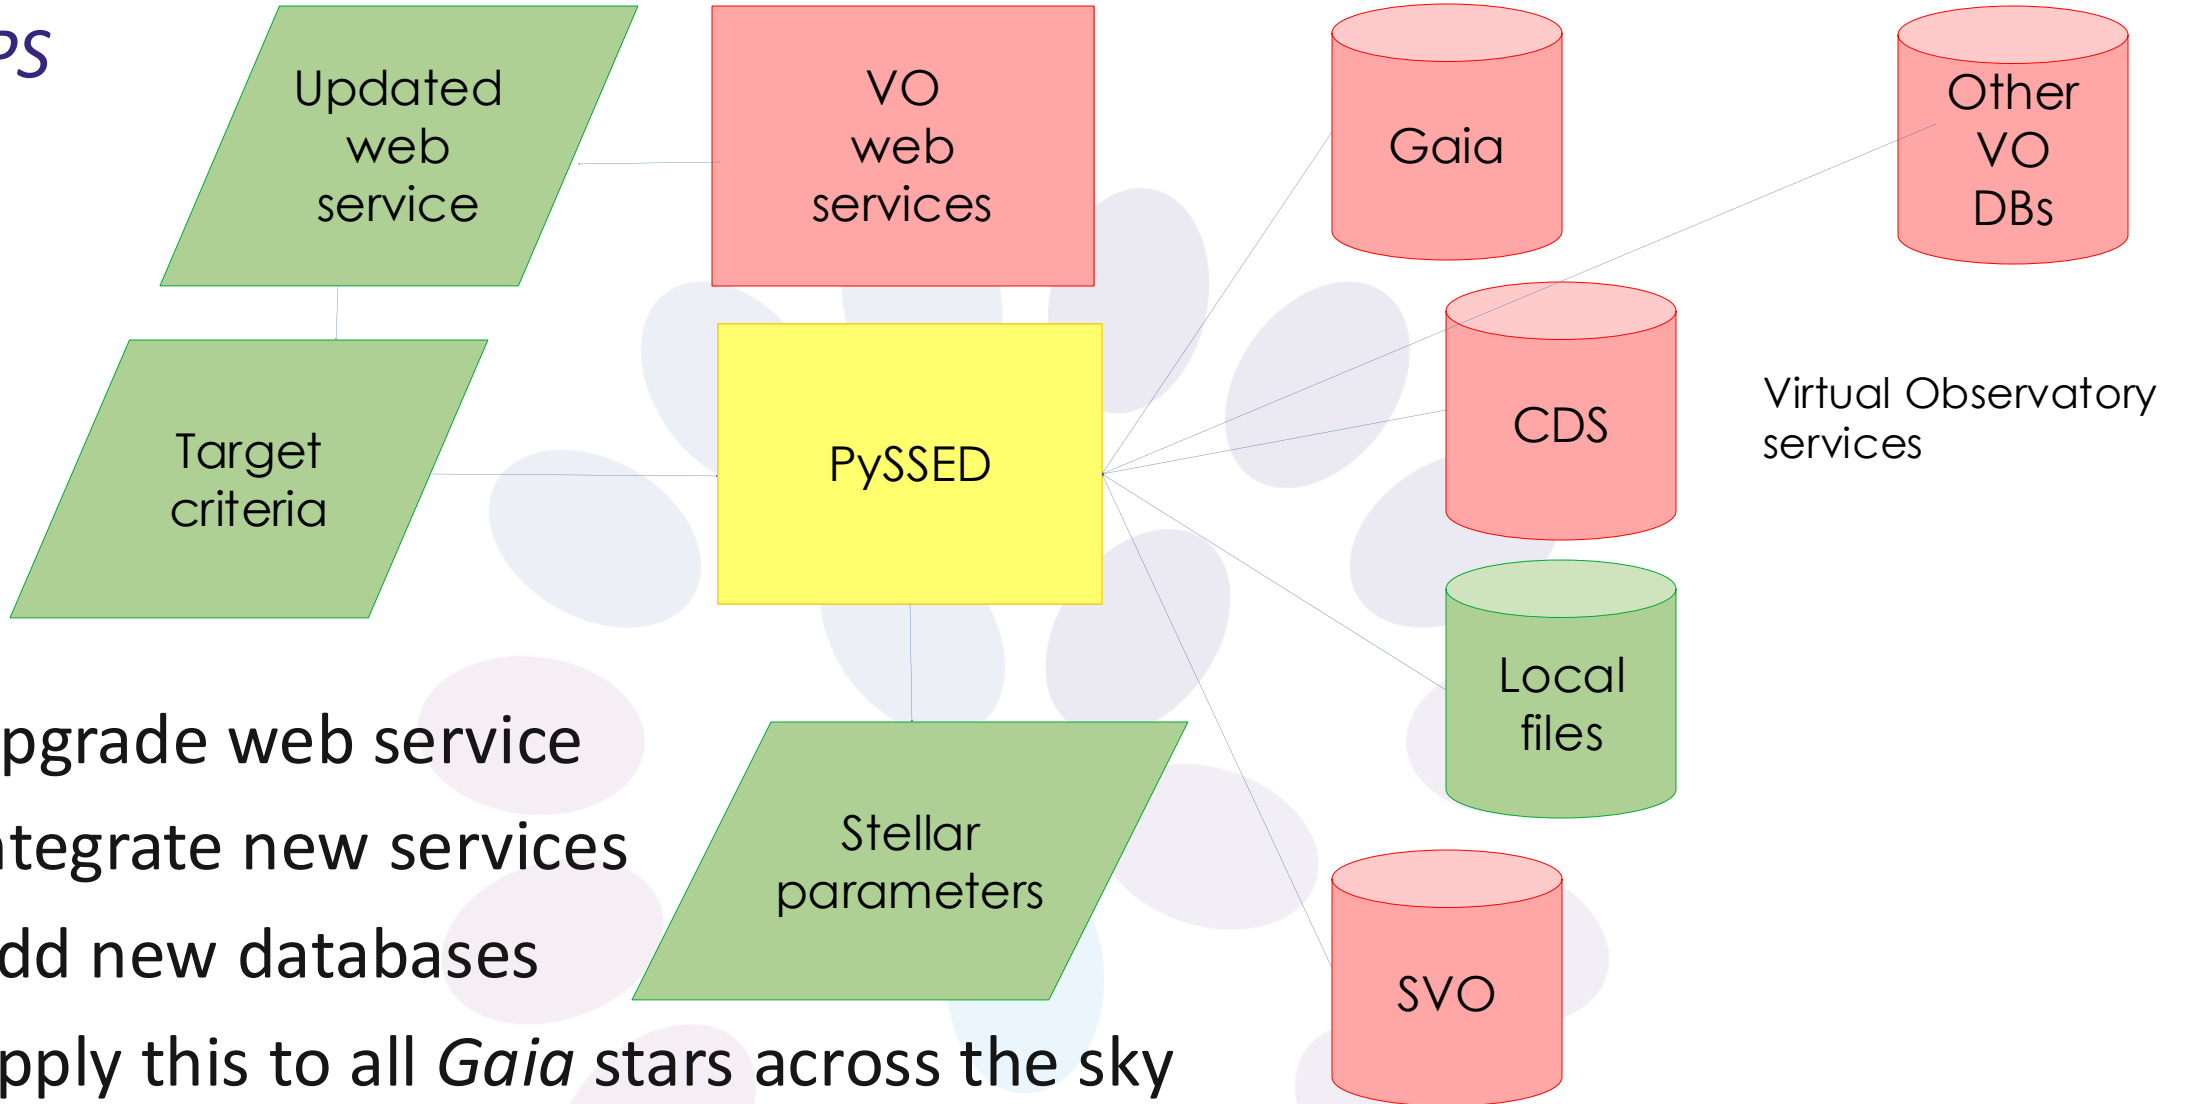 PS
Updated
web
service
VO
web
services
Gaia
Other
VO
DBs
Target
criteria
PySSED
CDS
Virtual Observatory
services
Local
files
pgrade web service
ntegrate new services
dd new databases
pply this to all Gaia stars across the sky
Stellar
parameters
SVO